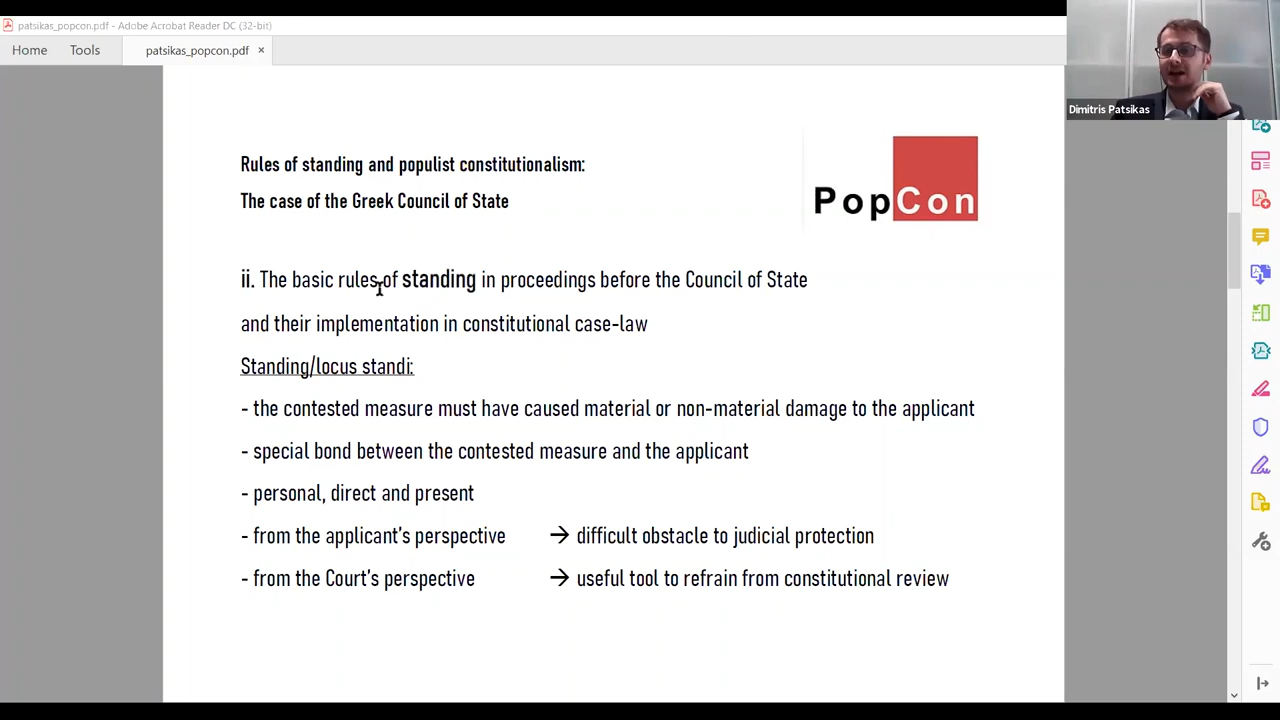 patsikas_popcon.pdf - Adobe Acrobat Reader DC (32-bit)
Home Tools patsikas_popcon.pdf ×
Dimitris Patsikas
Rules of standing and populist constitutionalism:
The case of the Greek Council of State
PopCon
ii. The basic rules of standing in proceedings before the Council of State
and their implementation in constitutional case-law
Standing/locus standi:
- the contested measure must have caused material or non-material damage to the applicant
- special bond between the contested measure and the applicant
- personal, direct and present
- from the applicant's perspective → difficult obstacle to judicial protection
- from the Court's perspective → useful tool to refrain from constitutional review